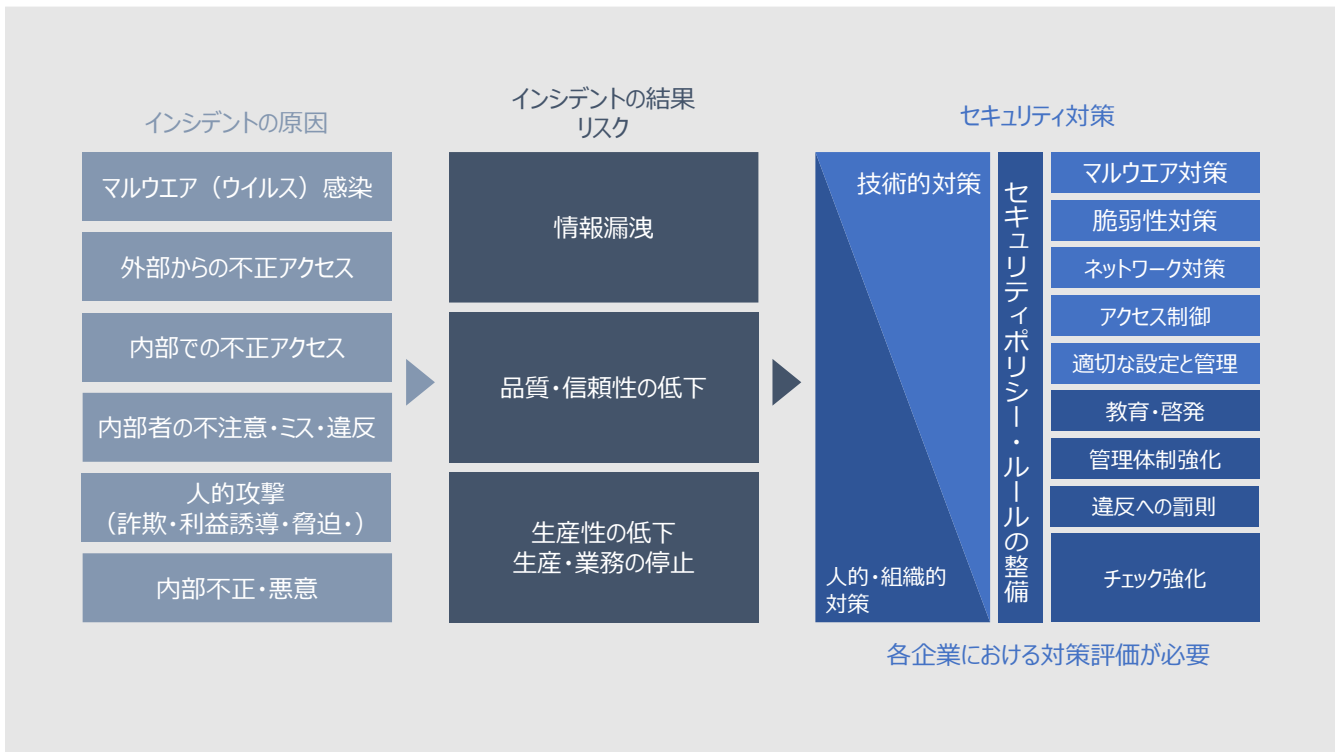 インシデントの原因
マルウエア（ウイルス）感染
外部からの不正アクセス
内部での不正アクセス
内部者の不注意・ミス・違反
人的攻撃
（詐欺・利益誘導・脅迫・）
内部不正・悪意
インシデントの結果
リスク
情報漏洩
品質・信頼性の低下
生産性の低下
生産・業務の停止
セキュリティ対策
技術的対策
人的・組織的
対策
セキュリティポリシー・ルールの整備
マルウエア対策
脆弱性対策
ネットワーク対策
アクセス制御
適切な設定と管理
教育・啓発
管理体制強化
違反への罰則
チェック強化
各企業における対策評価が必要